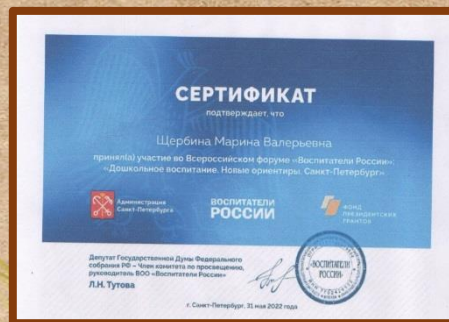 СЕРТИФИКАТ
подтверждает, что
Щербина Марина Валерьевна
принял(а) участие во Всероссийском форуме «Воспитатели России»:
«Дошкольное воспитание. Новые ориентиры. Санкт-Петербург»
Администрация
Санкт-Петербурга
ВОСПИТАТЕЛИ
РОССИИ
ФОНД
ПРЕЗИДЕНТСКИХ
ГРАНТОВ
Депутат Государственной Думы Федерального
собрания РФ – Член комитета по просвещению,
руководитель ВОО «Воспитатели России»
Л.Н. Тутова
ВОСПИТАТЕЛИ
РОССИИ
г. Санкт-Петербург, 31 мая 2022 года